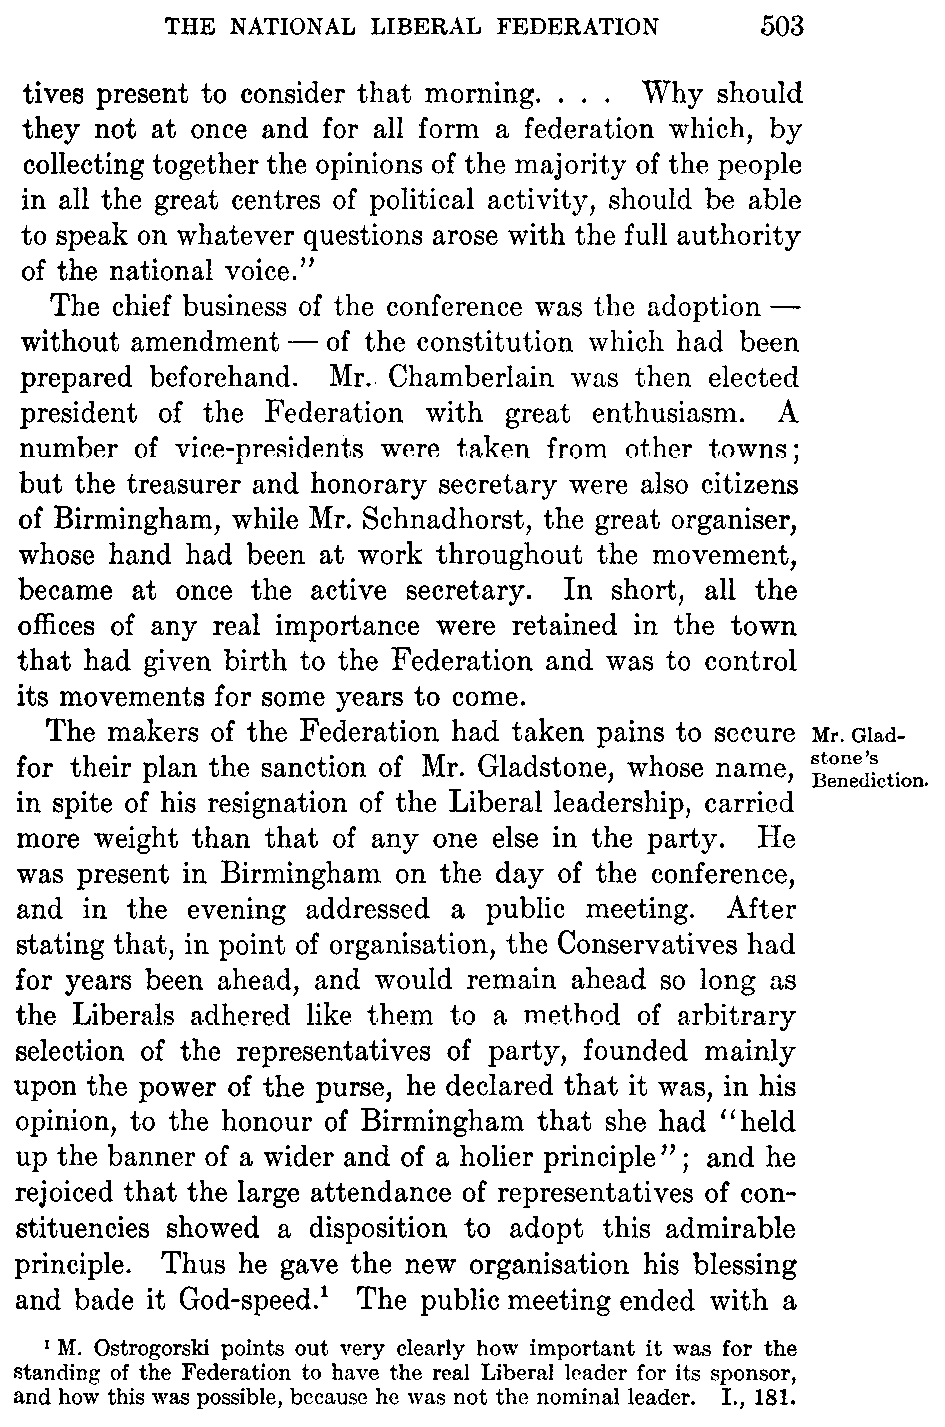 THE NATIONAL LIBERAL FEDERATION 503
tives present to consider that morning. . . . Why should
they not at once and for all form a federation which, by
collecting together the opinions of the majority of the people
in all the great centres of political activity, should be able
to speak on whatever questions arose with the full authority
of the national voice."
The chief business of the conference was the adoption —
without amendment — of the constitution which had been
prepared beforehand. Mr. Chamberlain was then elected
president of the Federation with great enthusiasm. A
number of vice-presidents were taken from other towns;
but the treasurer and honorary secretary were also citizens
of Birmingham, while Mr. Schnadhorst, the great organiser,
whose hand had been at work throughout the movement,
became at once the active secretary. In short, all the
offices of any real importance were retained in the town
that had given birth to the Federation and was to control
its movements for some years to come.
The makers of the Federation had taken pains to secure
for their plan the sanction of Mr. Gladstone, whose name,
in spite of his resignation of the Liberal leadership, carried
more weight than that of any one else in the party. He
was present in Birmingham on the day of the conference,
and in the evening addressed a public meeting. After
stating that, in point of organisation, the Conservatives had
for years been ahead, and would remain ahead so long as
the Liberals adhered like them to a method of arbitrary
selection of the representatives of party, founded mainly
upon the power of the purse, he declared that it was, in his
opinion, to the honour of Birmingham that she had "held
up the banner of a wider and of a holier principle"; and he
rejoiced that the large attendance of representatives of con-
stituencies showed a disposition to adopt this admirable
principle. Thus he gave the new organisation his blessing
and bade it God-speed.¹ The public meeting ended with a
Mr. Glad-
stone's
Benediction.
¹ M. Ostrogorski points out very clearly how important it was for the
standing of the Federation to have the real Liberal leader for its sponsor,
and how this was possible, because he was not the nominal leader. I., 181.